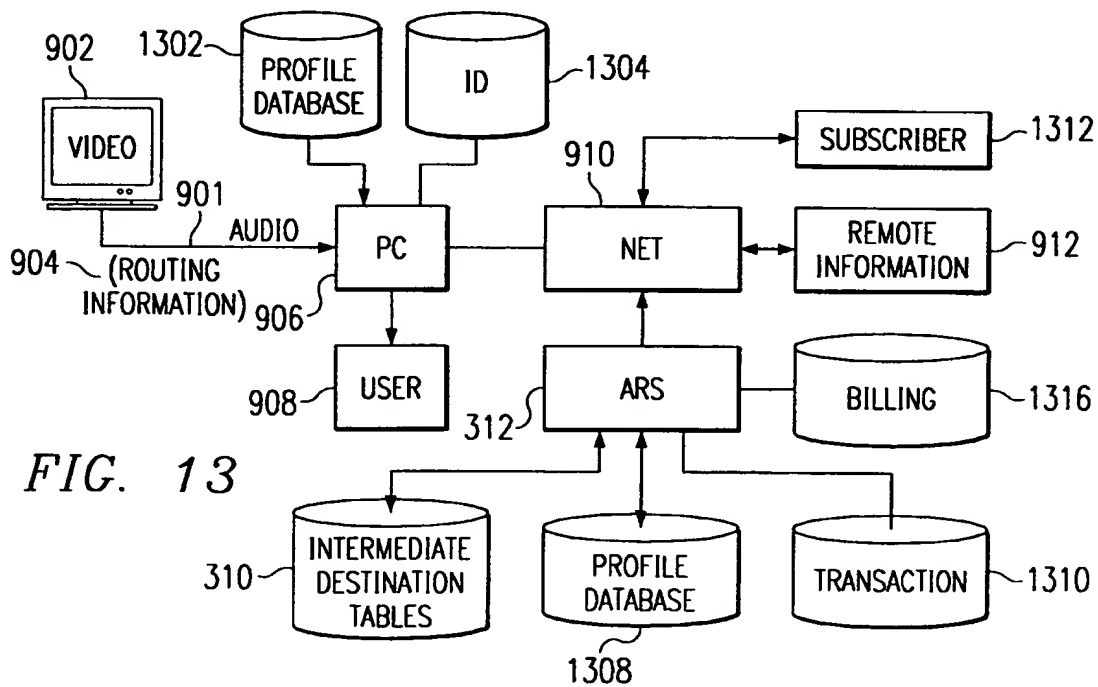 902
VIDEO
1302
PROFILE
DATABASE
ID
1304
901
AUDIO
904
(ROUTING
INFORMATION)
PC
906
USER
908
910
NET
SUBSCRIBER
1312
REMOTE
INFORMATION
912
ARS
312
BILLING
1316
FIG. 13
310
INTERMEDIATE
DESTINATION
TABLES
PROFILE
DATABASE
1308
TRANSACTION
1310